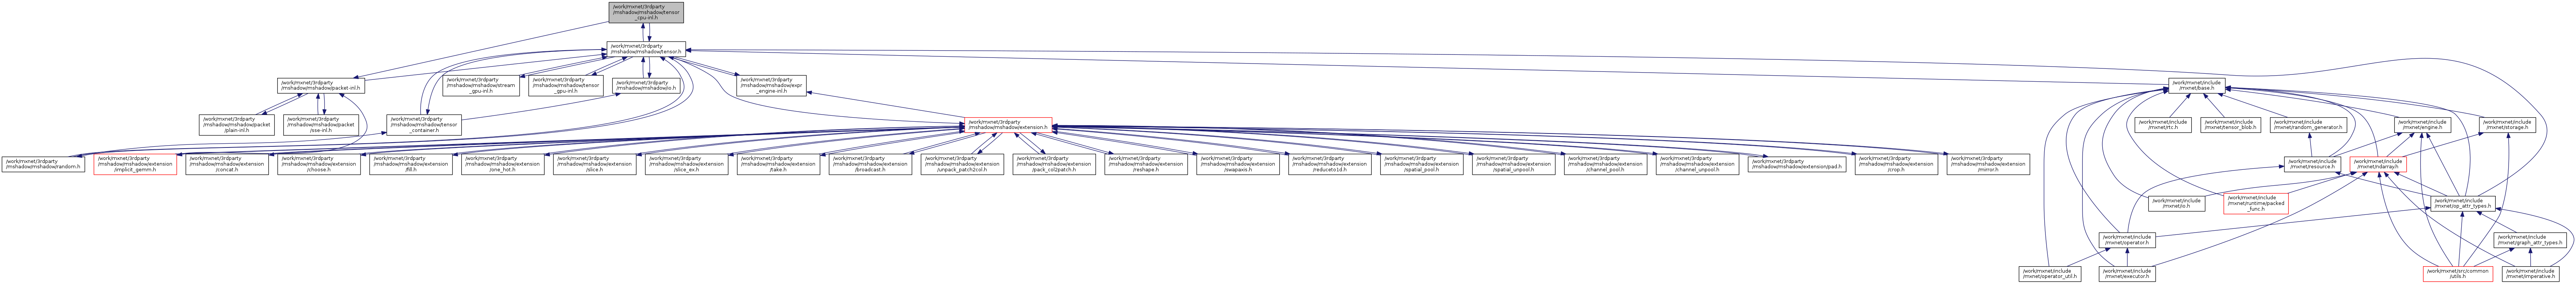 /work/mxnet/3rdparty
/mshadow/mshadow/tensor
_cpu-inl.h
/work/mxnet/3rdparty
/mshadow/mshadow/tensor.h
/work/mxnet/3rdparty
/mshadow/mshadow/packet-inl.h
/work/mxnet/3rdparty
/mshadow/mshadow/stream
_gpu-inl.h
/work/mxnet/3rdparty
/mshadow/mshadow/tensor
_gpu-inl.h
/work/mxnet/3rdparty
/mshadow/mshadow/io.h
/work/mxnet/3rdparty
/mshadow/mshadow/expr
_engine-inl.h
/work/mxnet/include
/mxnet/base.h
/work/mxnet/3rdparty
/mshadow/mshadow/packet
/plain-inl.h
/work/mxnet/3rdparty
/mshadow/mshadow/packet
/sse-inl.h
/work/mxnet/3rdparty
/mshadow/mshadow/tensor
_container.h
/work/mxnet/3rdparty
/mshadow/mshadow/extension.h
/work/mxnet/include
/mxnet/rtc.h
/work/mxnet/include
/mxnet/tensor_blob.h
/work/mxnet/include
/mxnet/random_generator.h
/work/mxnet/include
/mxnet/engine.h
/work/mxnet/include
/mxnet/storage.h
/work/mxnet/3rdparty
/mshadow/mshadow/random.h
/work/mxnet/3rdparty
/mshadow/mshadow/extension
/implicit_gemm.h
/work/mxnet/3rdparty
/mshadow/mshadow/extension
/concat.h
/work/mxnet/3rdparty
/mshadow/mshadow/extension
/choose.h
/work/mxnet/3rdparty
/mshadow/mshadow/extension
/fill.h
/work/mxnet/3rdparty
/mshadow/mshadow/extension
/one_hot.h
/work/mxnet/3rdparty
/mshadow/mshadow/extension
/slice.h
/work/mxnet/3rdparty
/mshadow/mshadow/extension
/slice_ex.h
/work/mxnet/3rdparty
/mshadow/mshadow/extension
/take.h
/work/mxnet/3rdparty
/mshadow/mshadow/extension
/broadcast.h
/work/mxnet/3rdparty
/mshadow/mshadow/extension
/unpack_patch2col.h
/work/mxnet/3rdparty
/mshadow/mshadow/extension
/pack_col2patch.h
/work/mxnet/3rdparty
/mshadow/mshadow/extension
/reshape.h
/work/mxnet/3rdparty
/mshadow/mshadow/extension
/swapaxis.h
/work/mxnet/3rdparty
/mshadow/mshadow/extension
/reduceto1d.h
/work/mxnet/3rdparty
/mshadow/mshadow/extension
/spatial_pool.h
/work/mxnet/3rdparty
/mshadow/mshadow/extension
/spatial_unpool.h
/work/mxnet/3rdparty
/mshadow/mshadow/extension
/channel_pool.h
/work/mxnet/3rdparty
/mshadow/mshadow/extension
/channel_unpool.h
/work/mxnet/3rdparty
/mshadow/mshadow/extension/pad.h
/work/mxnet/3rdparty
/mshadow/mshadow/extension
/crop.h
/work/mxnet/3rdparty
/mshadow/mshadow/extension
/mirror.h
/work/mxnet/include
/mxnet/resource.h
/work/mxnet/include
/mxnet/ndarray.h
/work/mxnet/include
/mxnet/io.h
/work/mxnet/include
/mxnet/runtime/packed
_func.h
/work/mxnet/include
/mxnet/op_attr_types.h
/work/mxnet/include
/mxnet/operator.h
/work/mxnet/include
/mxnet/graph_attr_types.h
/work/mxnet/include
/mxnet/operator_util.h
/work/mxnet/include
/mxnet/executor.h
/work/mxnet/src/common
/utils.h
/work/mxnet/include
/mxnet/imperative.h